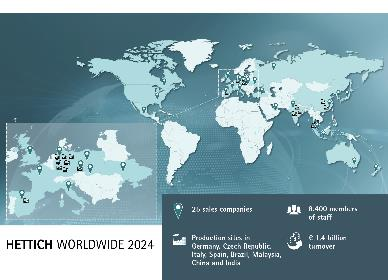 25 sales companies
8.400 members
of staff
Production sites in
Germany, Czech Republic,
Italy, Spain, Brazil, Malaysia,
China and India
€ 1.4 billion
turnover
HETTICH WORLDWIDE 2024